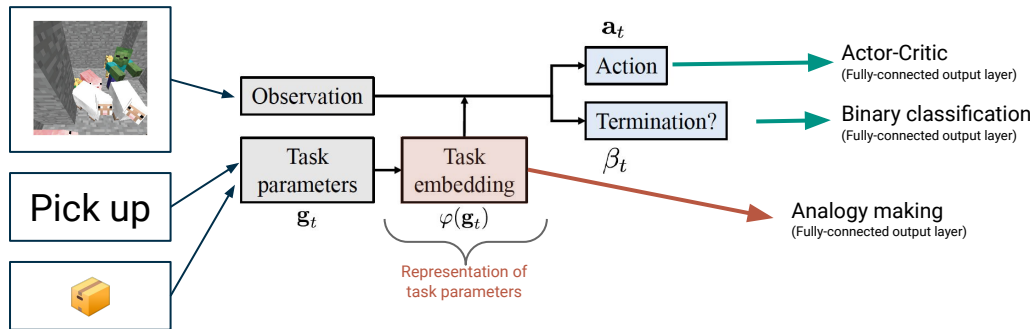 a_t
Action
Actor-Critic
(Fully-connected output layer)
Observation
Termination?
Binary classification
(Fully-connected output layer)
β_t
Pick up
Task
parameters
g_t
Task
embedding
φ(g_t)
Analogy making
(Fully-connected output layer)
Representation of
task parameters